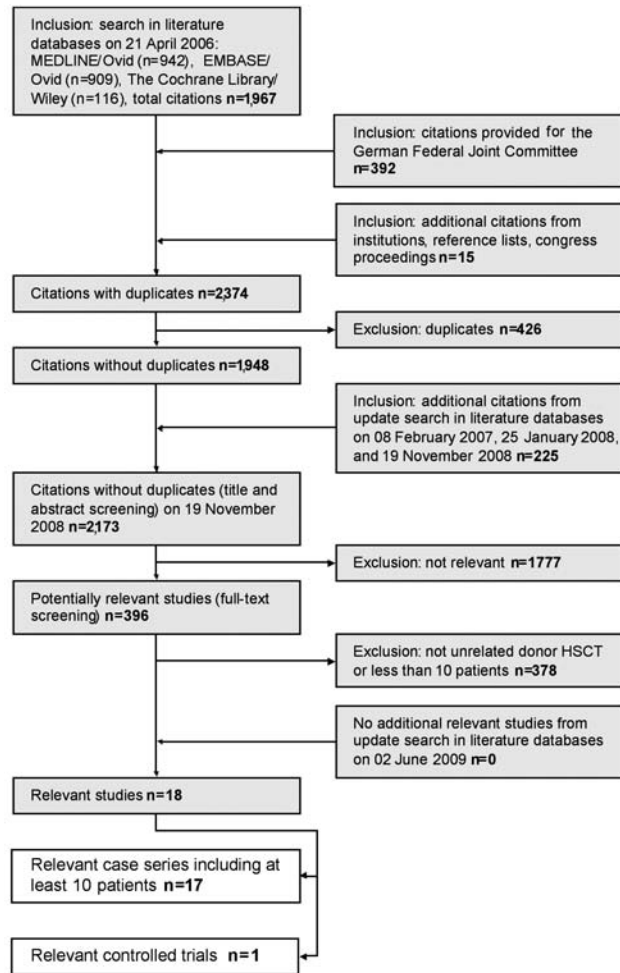 Inclusion: search in literature
databases on 21 April 2006:
MEDLINE/Ovid (n=942), EMBASE/
Ovid (n=909), The Cochrane Library/
Wiley (n=116), total citations n=1,967
Inclusion: citations provided for the
German Federal Joint Committee
n=392
Inclusion: additional citations from
institutions, reference lists, congress
proceedings n=15
Citations with duplicates n=2,374
Exclusion: duplicates n=426
Citations without duplicates n=1,948
Inclusion: additional citations from
update search in literature databases
on 08 February 2007, 25 January 2008,
and 19 November 2008 n=225
Citations without duplicates (title and
abstract screening) on 19 November
2008 n=2,173
Exclusion: not relevant n=1777
Potentially relevant studies (full-text
screening) n=396
Exclusion: not unrelated donor HSCT
or less than 10 patients n=378
No additional relevant studies from
update search in literature databases
on 02 June 2009 n=0
Relevant studies n=18
Relevant case series including at
least 10 patients n=17
Relevant controlled trials n=1